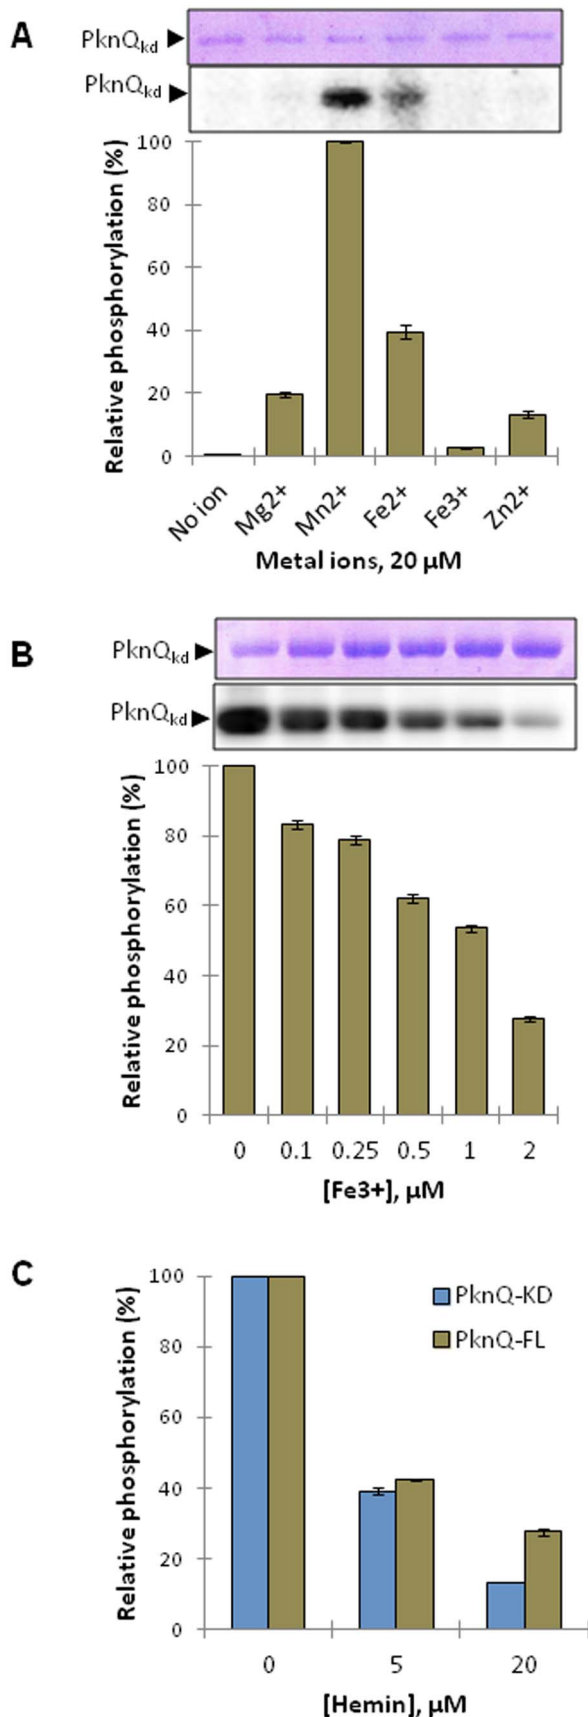 A
PknQkd
PknQkd
Relative phosphorylation (%)
100
80
60
40
20
0
No ion Mg2+ Mn2+ Fe2+ Fe3+ Zn2+
Metal ions, 20 µM
B
PknQkd
PknQkd
Relative phosphorylation (%)
100
80
60
40
20
0
0 0.1 0.25 0.5 1 2
[Fe3+], µM
C
Relative phosphorylation (%)
100
80
60
40
20
0
PknQ-KD
PknQ-FL
0 5 20
[Hemin], µM